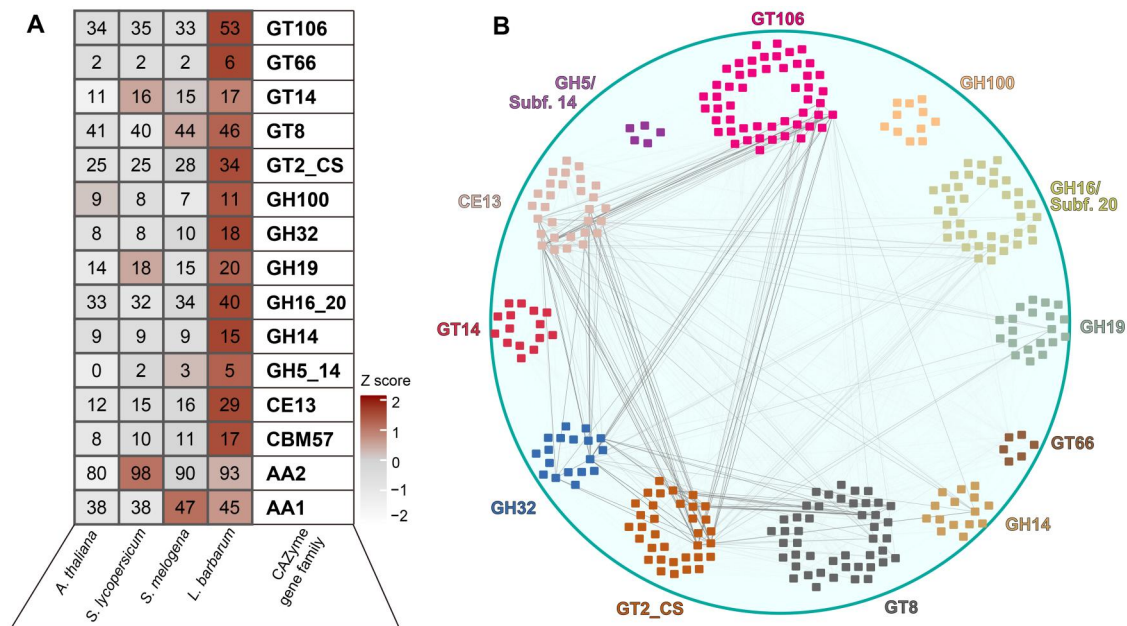 A
34 35 33 53 GT106
2 2 2 6 GT66
11 16 15 17 GT14
41 40 44 46 GT8
25 25 28 34 GT2_CS
9 8 7 11 GH100
8 8 10 18 GH32
14 18 15 20 GH19
33 32 34 40 GH16_20
9 9 9 15 GH14
0 2 3 5 GH5_14
12 15 16 29 CE13
8 10 11 17 CBM57
80 98 90 93 AA2
38 38 47 45 AA1
A. thaliana
S. lycopersicum
S. melogena
L. barbarum
CAZyme
gene family
Z score
2
1
0
−1
−2
B
GT106
GH5/
Subf. 14
GH100
CE13
GH16/
Subf. 20
GT14
GH19
GT66
GH32
GH14
GT2_CS
GT8